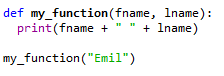 def my_function(fname, lname):
  print(fname + " " + lname)

my_function("Emil")